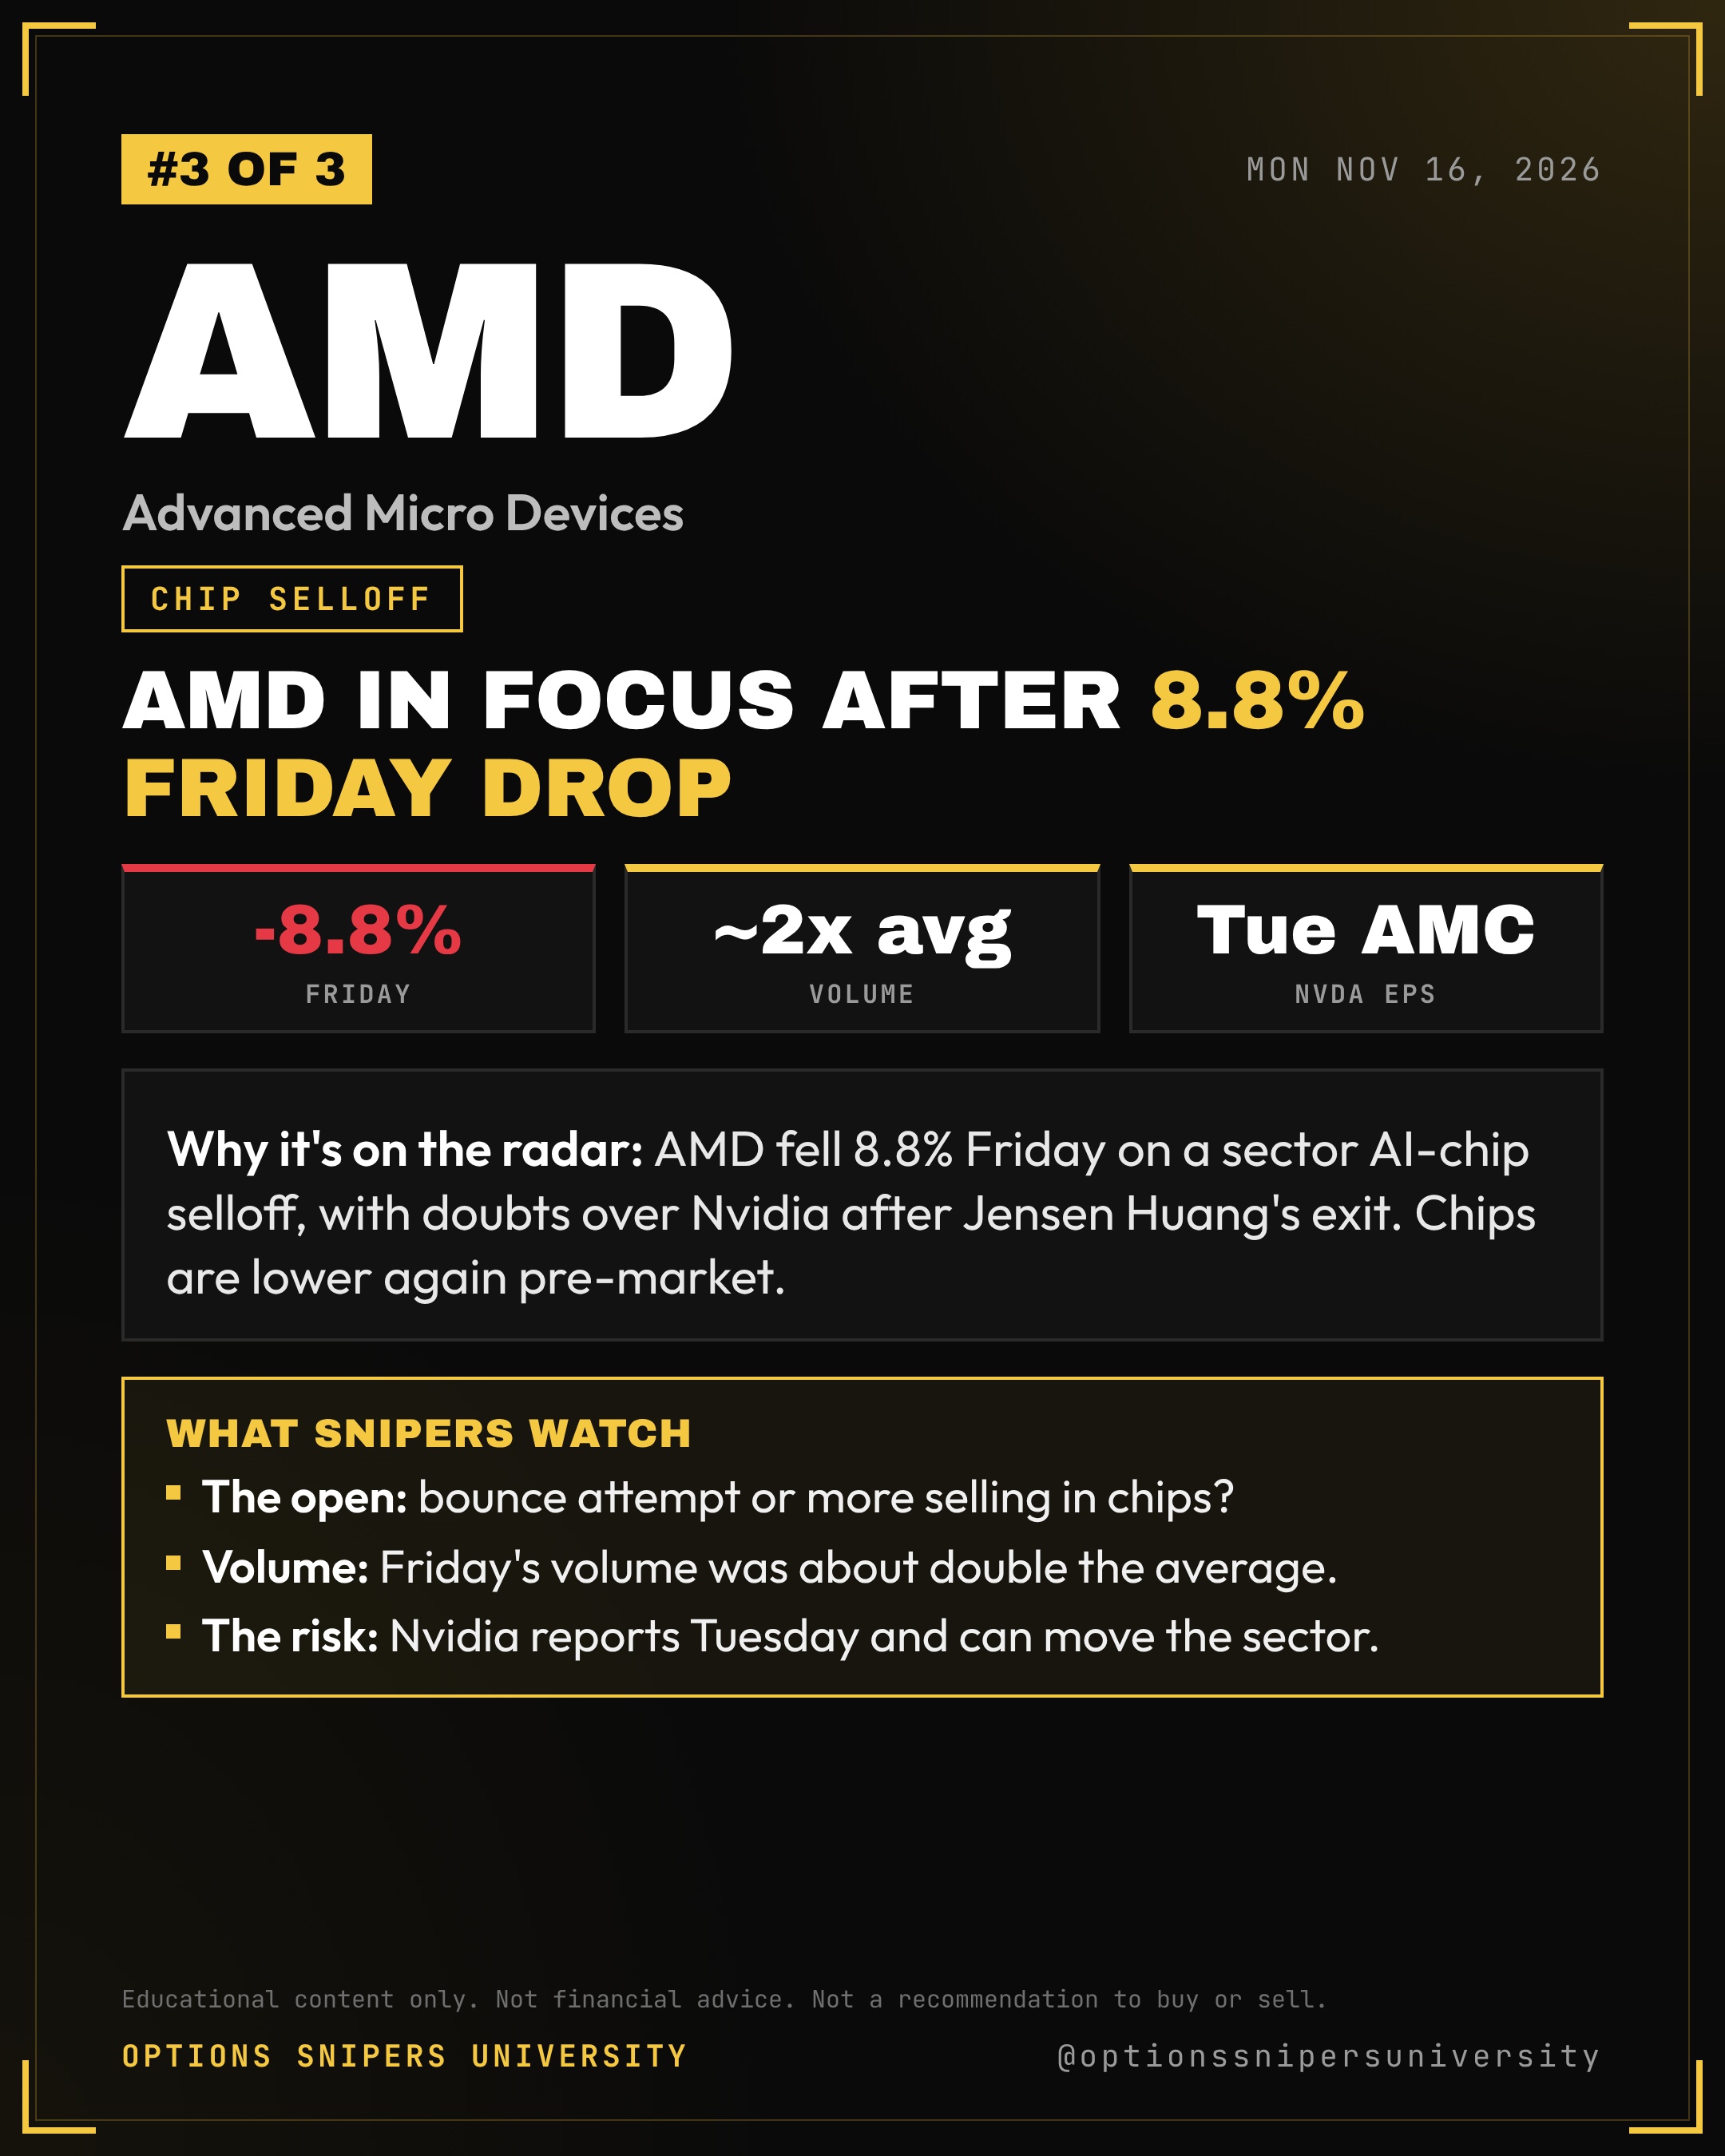 #3 OF 3
MON NOV 16, 2026
AMD
Advanced Micro Devices
CHIP SELLOFF
AMD IN FOCUS AFTER 8.8%
FRIDAY DROP
-8.8%
FRIDAY
~2x avg
VOLUME
Tue AMC
NVDA EPS
Why it's on the radar: AMD fell 8.8% Friday on a sector AI-chip
selloff, with doubts over Nvidia after Jensen Huang's exit. Chips
are lower again pre-market.
WHAT SNIPERS WATCH
The open: bounce attempt or more selling in chips?
Volume: Friday's volume was about double the average.
The risk: Nvidia reports Tuesday and can move the sector.
Educational content only. Not financial advice. Not a recommendation to buy or sell.
OPTIONS SNIPERS UNIVERSITY
@optionssnipersuniversity